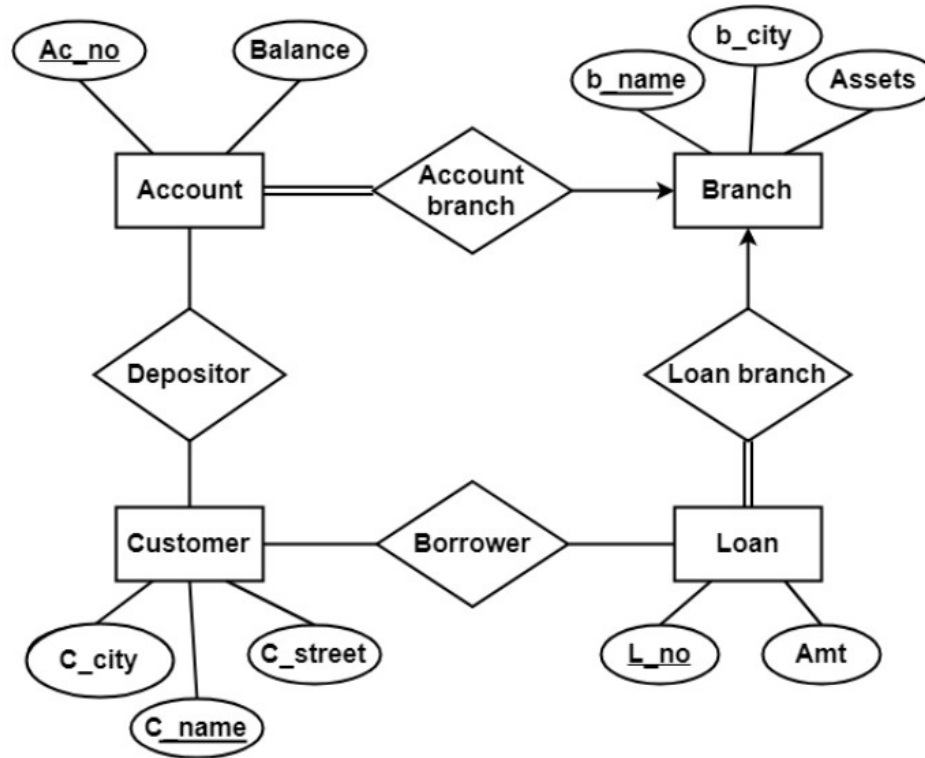 Ac_no
Balance
b_name
b_city
Assets
Account
Account
branch
Branch
Depositor
Loan branch
Customer
Borrower
Loan
C_city
C_name
C_street
L_no
Amt